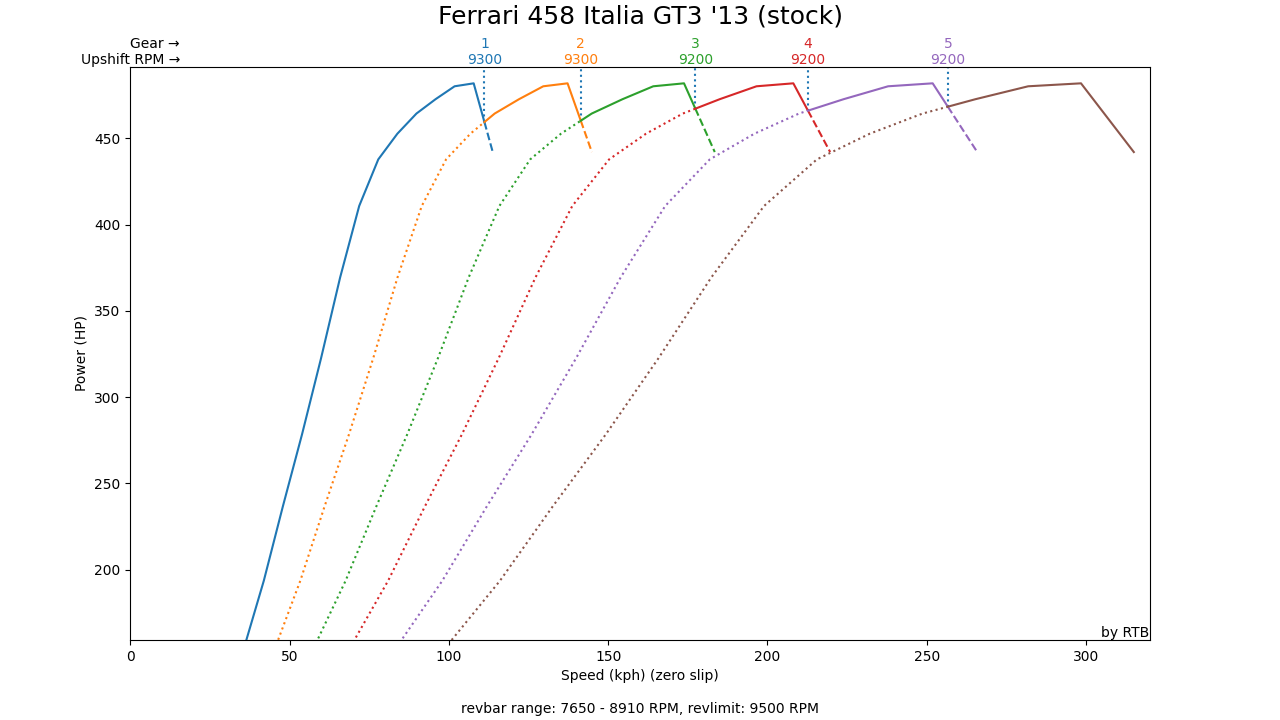 Ferrari 458 Italia GT3 '13 (stock)
Gear → 1 2 3 4 5
Upshift RPM → 9300 9300 9200 9200 9200
450
400
350
300
250
200
Power (HP)
by RTB
0 50 100 150 200 250 300
Speed (kph) (zero slip)
revbar range: 7650 - 8910 RPM, revlimit: 9500 RPM